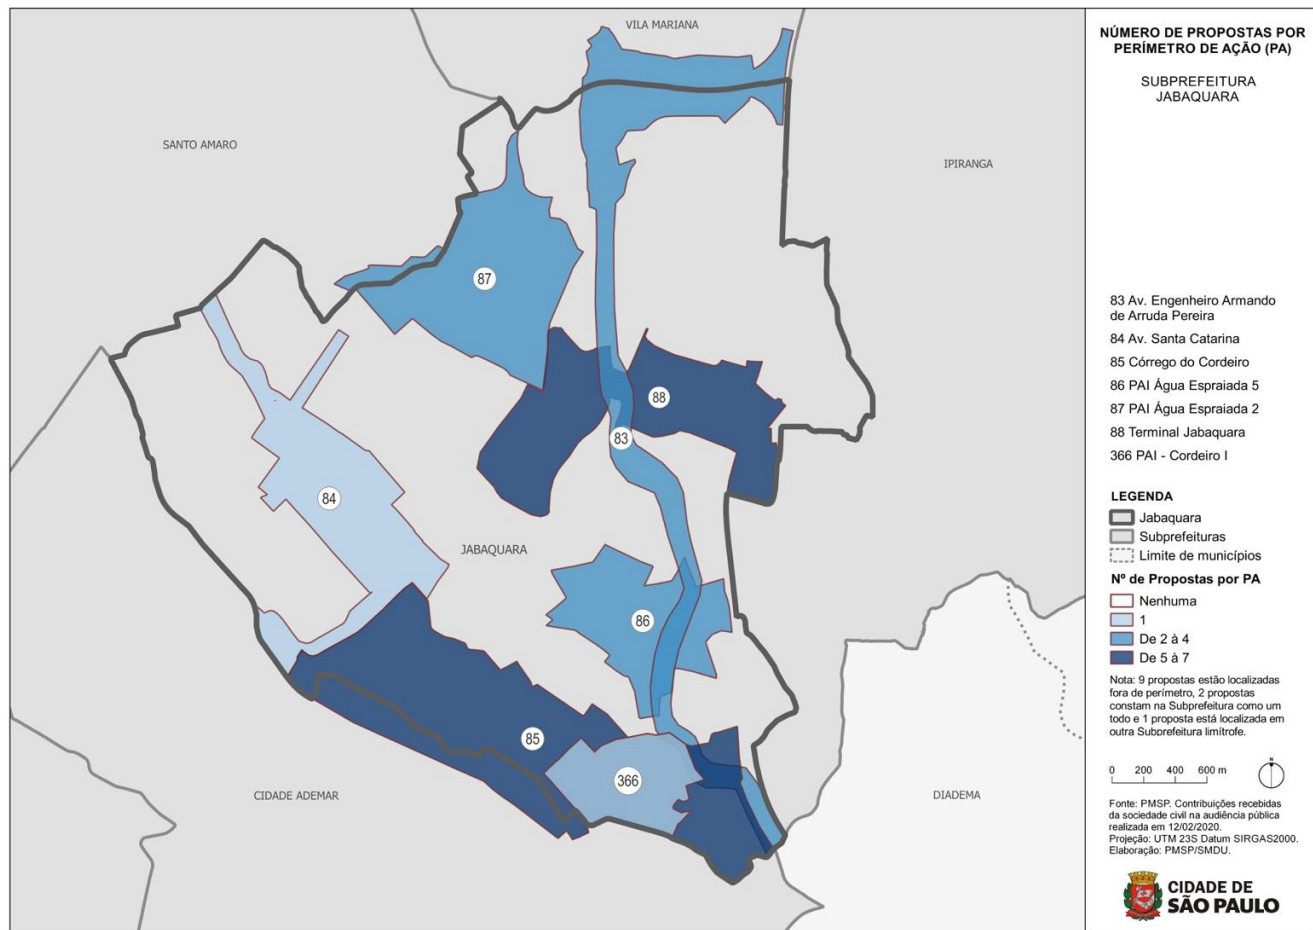 VILA MARIANA
SANTO AMARO
IPIRANGA
87
88
83
84
JABAQUARA
86
85
366
CIDADE ADEMAR
DIADEMA
NÚMERO DE PROPOSTAS POR
PERÍMETRO DE AÇÃO (PA)
SUBPREFEITURA
JABAQUARA
83 Av. Engenheiro Armando
de Arruda Pereira
84 Av. Santa Catarina
85 Córrego do Cordeiro
86 PAI Água Espraiada 5
87 PAI Água Espraiada 2
88 Terminal Jabaquara
366 PAI - Cordeiro I
LEGENDA
Jabaquara
Subprefeituras
Limite de municípios
Nº de Propostas por PA
Nenhuma
1
De 2 à 4
De 5 à 7
Nota: 9 propostas estão localizadas
fora de perímetro, 2 propostas
constam na Subprefeitura como um
todo e 1 proposta está localizada em
outra Subprefeitura limítrofe.
0 200 400 600 m
N
Fonte: PMSP. Contribuições recebidas
da sociedade civil na audiência pública
realizada em 12/02/2020.
Projeção: UTM 23S Datum SIRGAS2000.
Elaboração: PMSP/SMDU.
CIDADE DE
SÃO PAULO